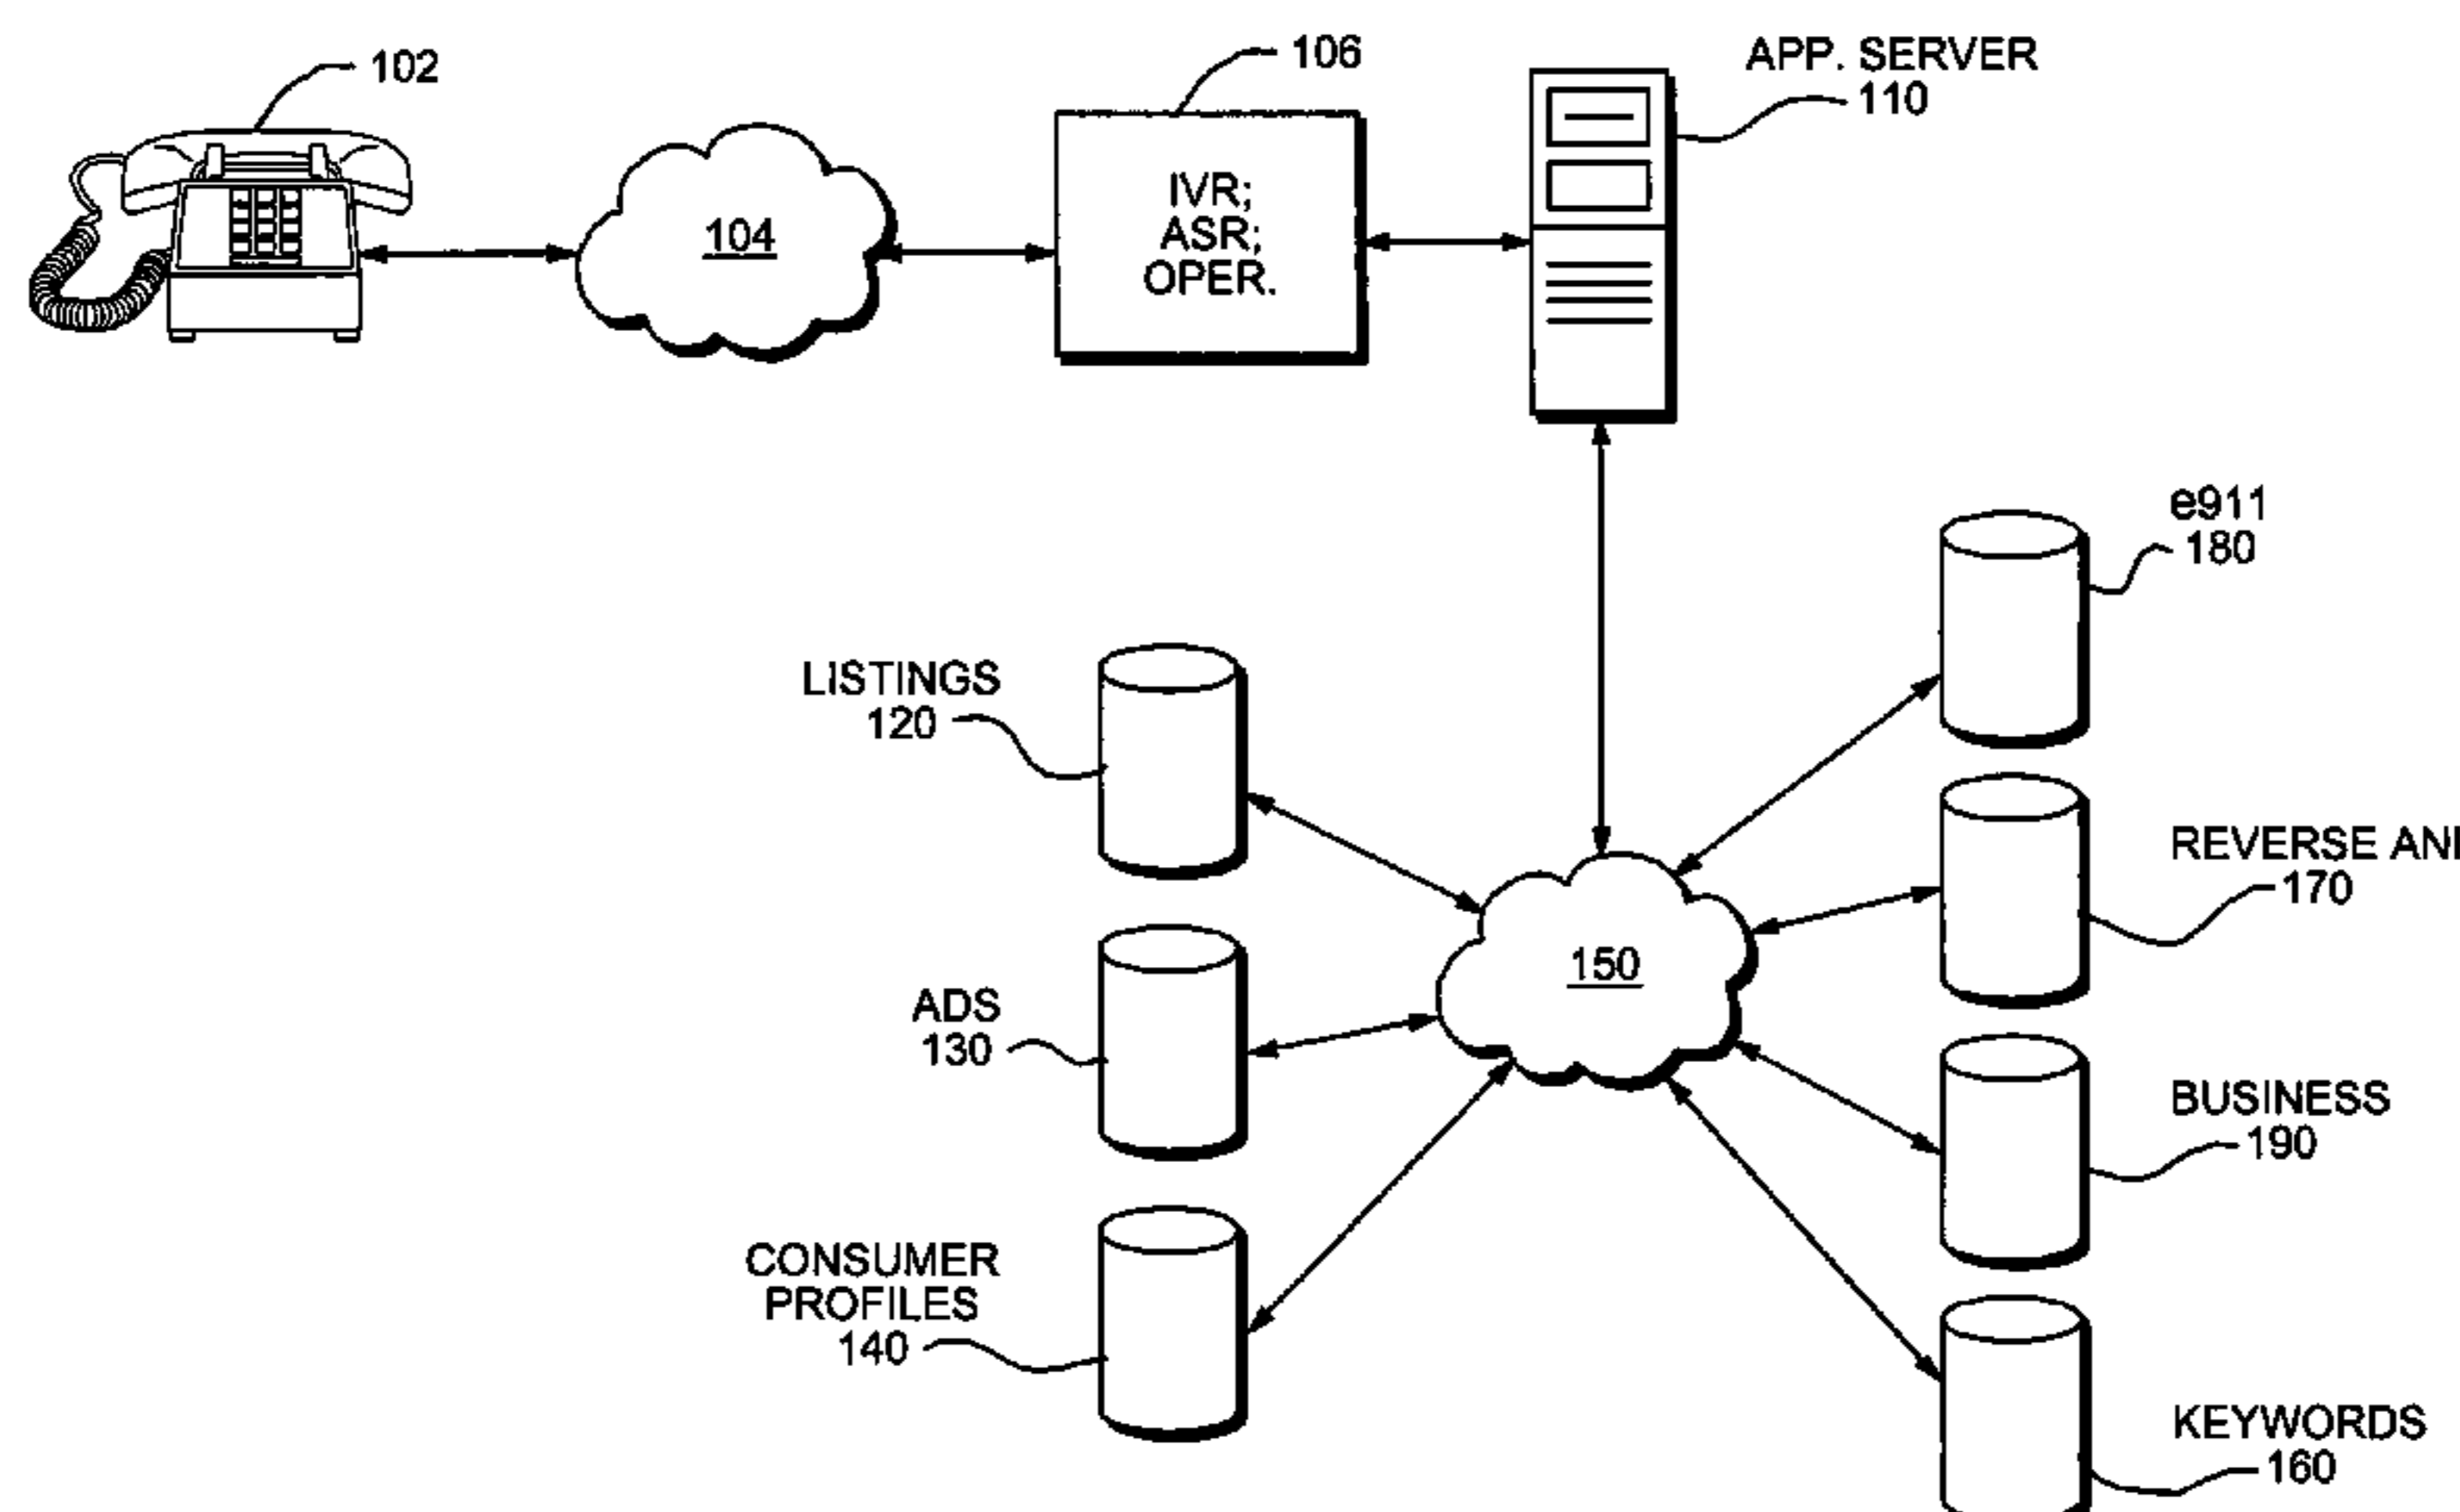 102
106
APP. SERVER
110
104
IVR;
ASR;
OPER.
e911
180
LISTINGS
120
REVERSE ANI
170
150
ADS
130
BUSINESS
190
CONSUMER
PROFILES
140
KEYWORDS
160